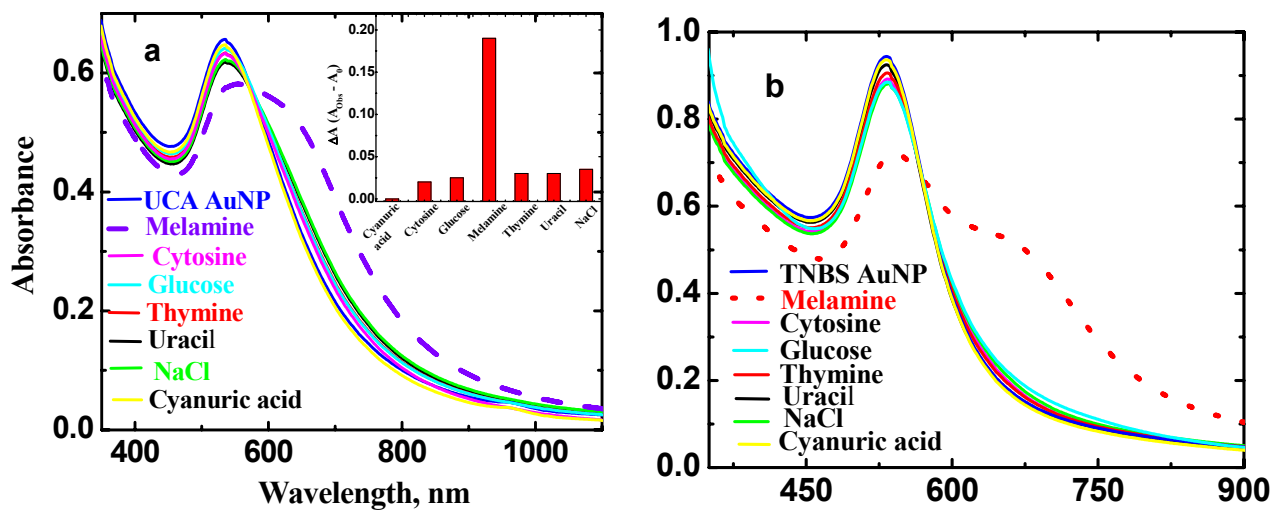 a
0.6
0.4
0.2
0.0
400
600
800
1000
Absorbance
Wavelength, nm
UCA AuNP
Melamine
Cytosine
Glucose
Thymine
Uracil
NaCl
Cyanuric acid
0.20
0.15
0.10
0.05
0.00
ΔA (AObs − A0)
Cyanuric
acid
Cytosine
Glucose
Melamine
Thymine
Uracil
NaCl
b
1.0
0.8
0.6
0.4
0.2
0.0
450
600
750
900
TNBS AuNP
Melamine
Cytosine
Glucose
Thymine
Uracil
NaCl
Cyanuric acid